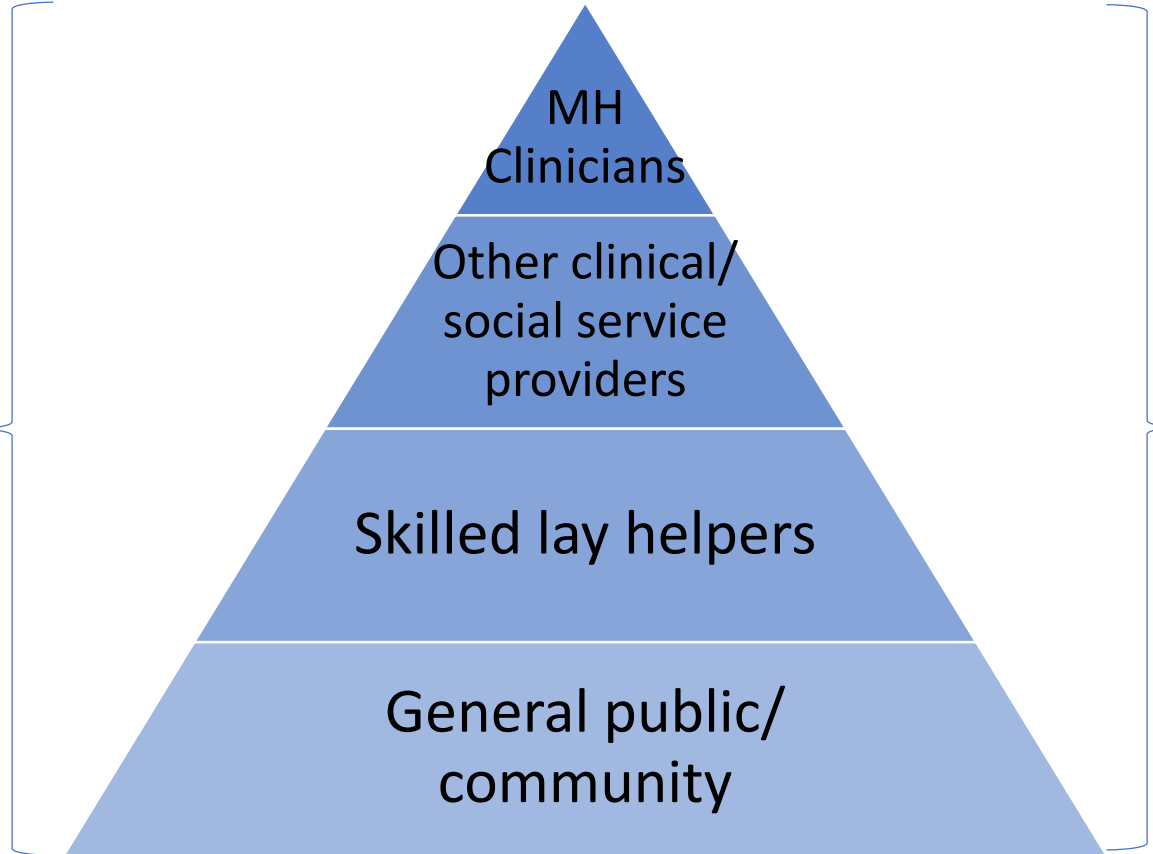 MH
Clinicians
Other clinical/
social service
providers
Skilled lay helpers
General public/
community